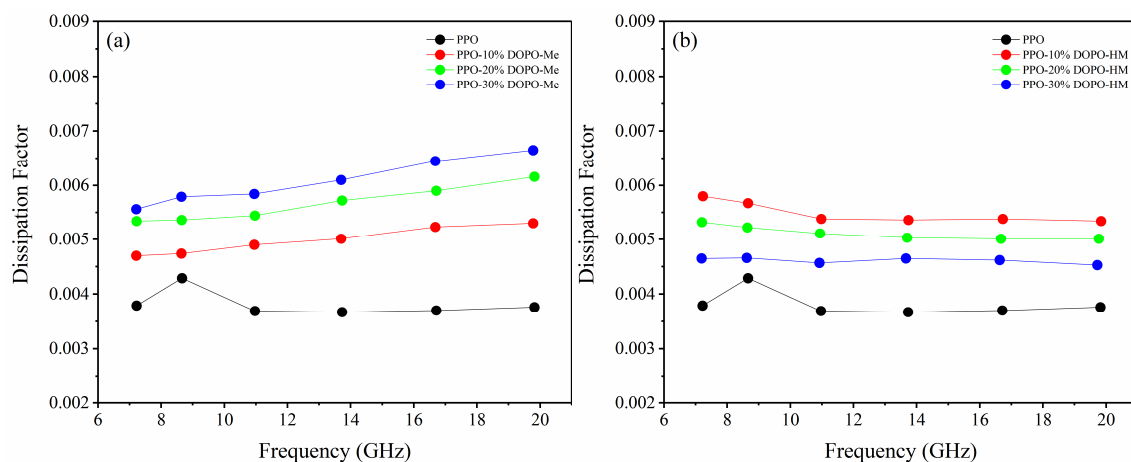 (a)
PPO
PPO-10% DOPO-Me
PPO-20% DOPO-Me
PPO-30% DOPO-Me
0.009
0.008
0.007
0.006
0.005
0.004
0.003
0.002
Dissipation Factor
6 8 10 12 14 16 18 20
Frequency (GHz)
(b)
PPO
PPO-10% DOPO-HM
PPO-20% DOPO-HM
PPO-30% DOPO-HM
0.009
0.008
0.007
0.006
0.005
0.004
0.003
0.002
Dissipation Factor
6 8 10 12 14 16 18 20
Frequency (GHz)